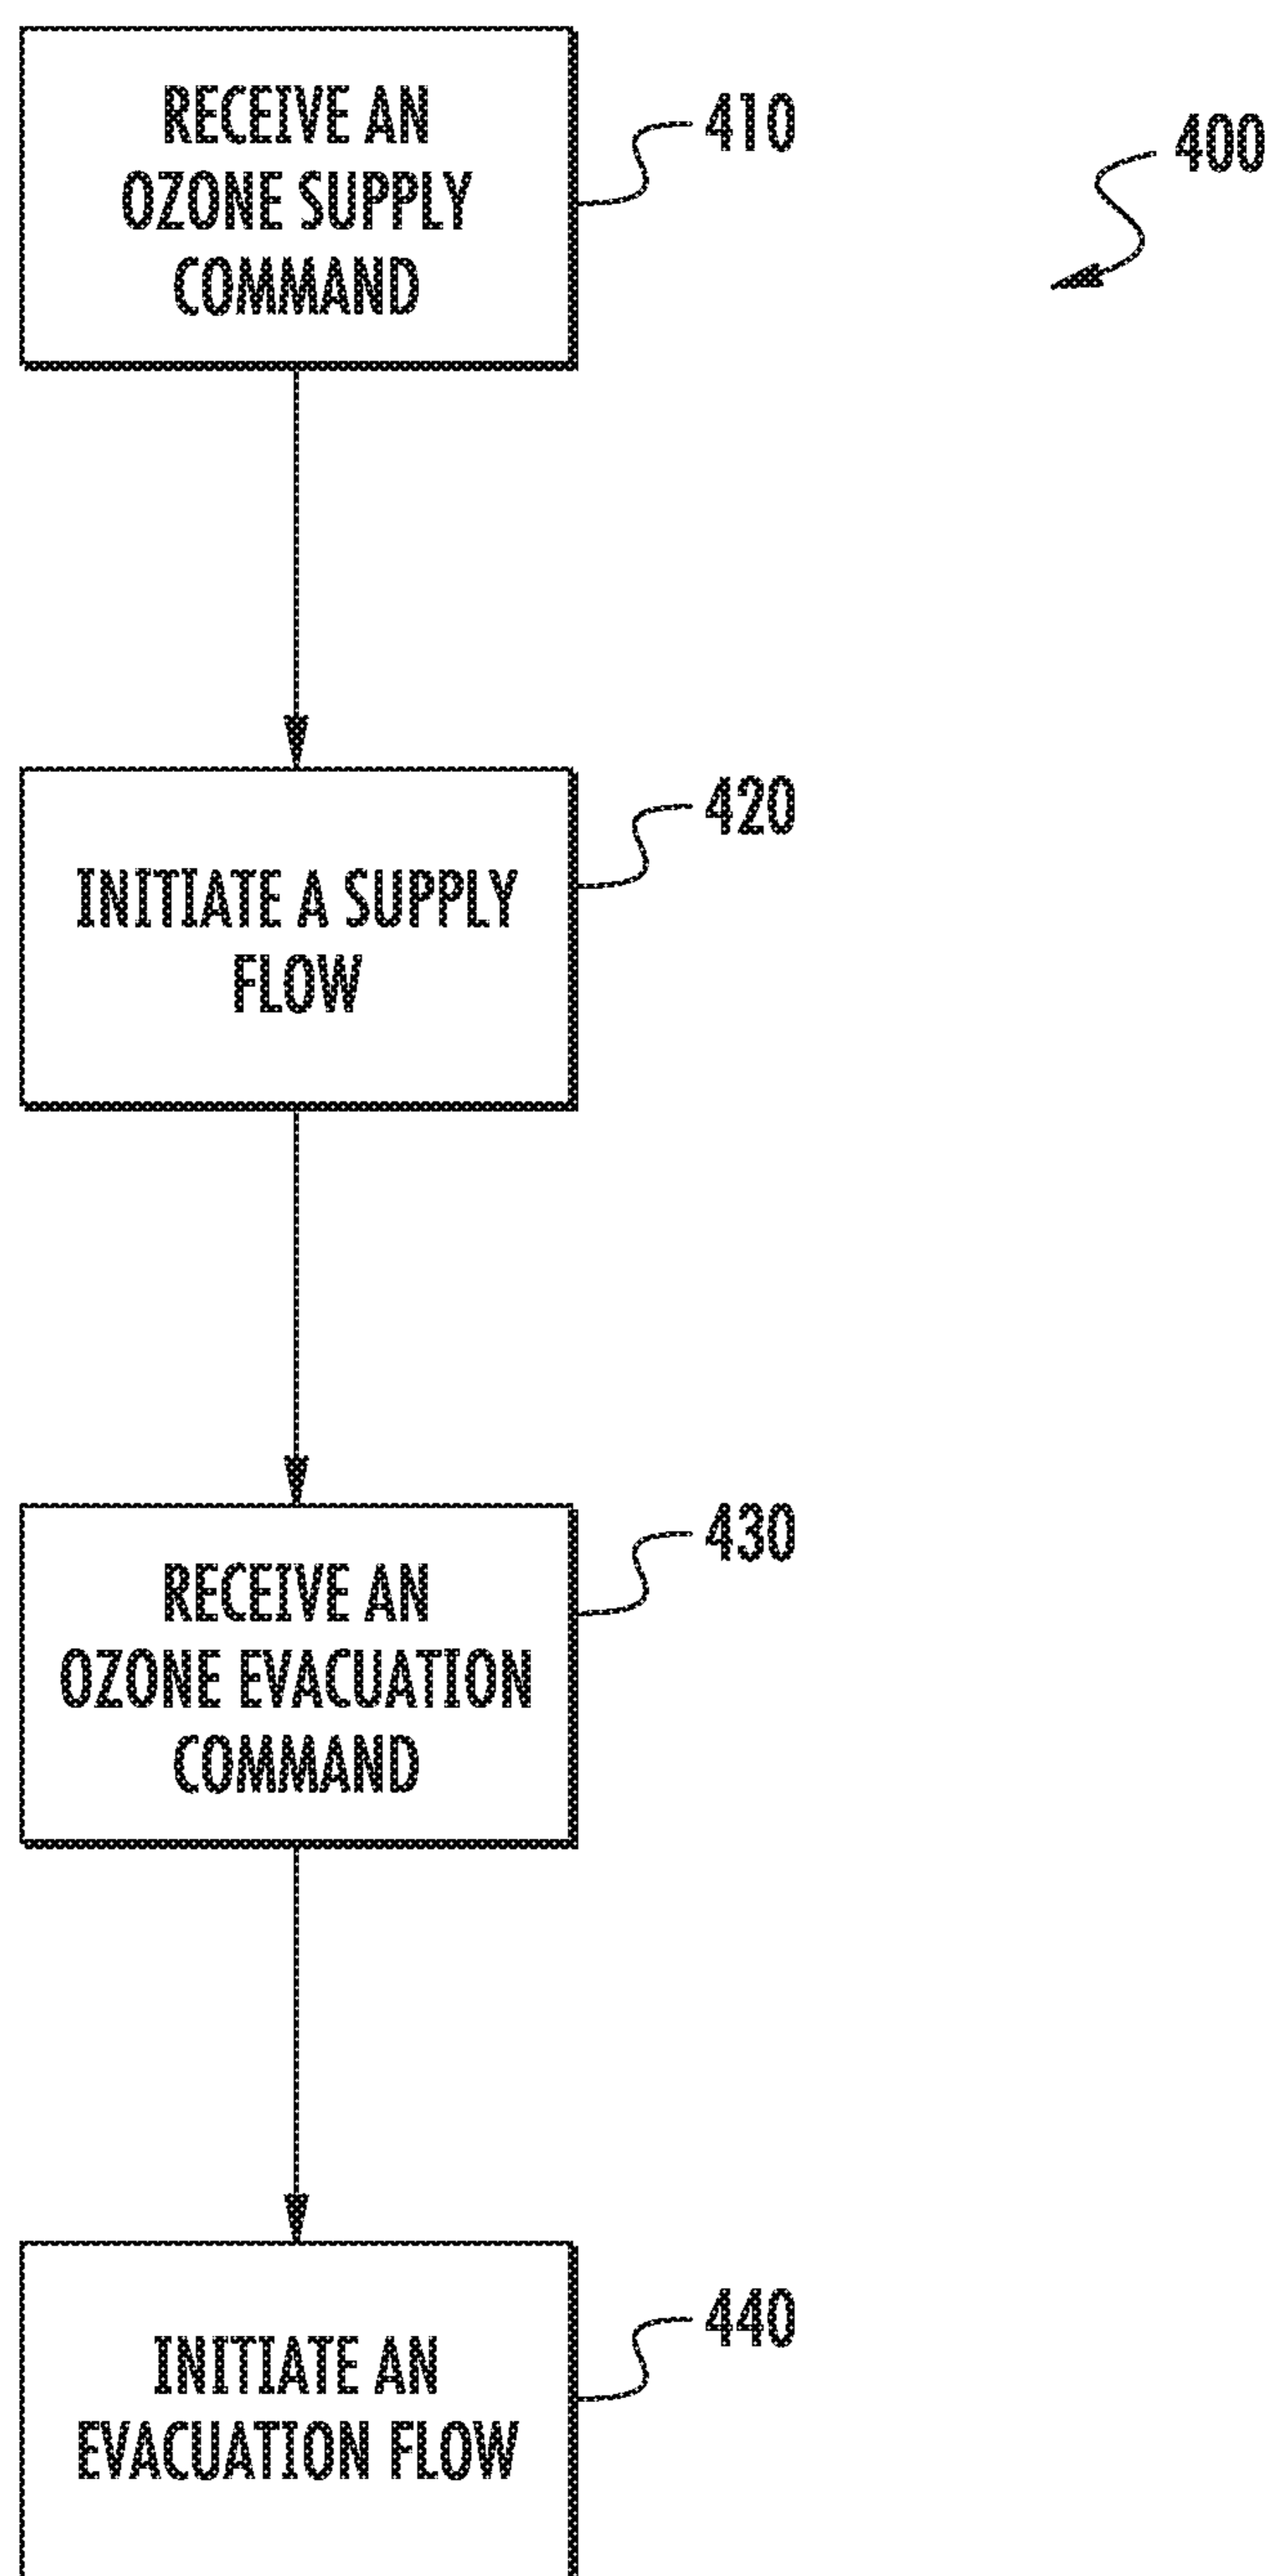 RECEIVE AN
OZONE SUPPLY
COMMAND
410
400
INITIATE A SUPPLY
FLOW
420
RECEIVE AN
OZONE EVACUATION
COMMAND
430
INITIATE AN
EVACUATION FLOW
440